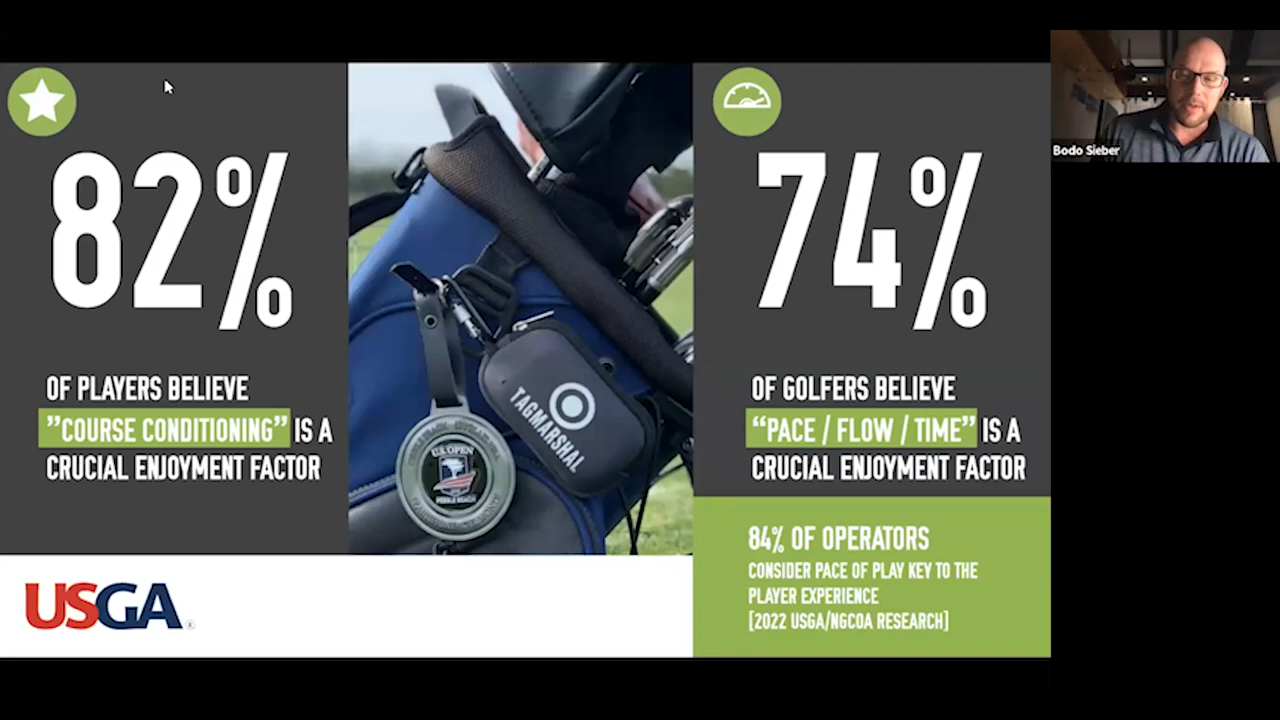 82%
OF PLAYERS BELIEVE
"COURSE CONDITIONING" IS A
CRUCIAL ENJOYMENT FACTOR
USGA®
TAGMARSHAL
U.S. OPEN
PEBBLE BEACH
74%
OF GOLFERS BELIEVE
"PACE / FLOW / TIME" IS A
CRUCIAL ENJOYMENT FACTOR
84% OF OPERATORS
CONSIDER PACE OF PLAY KEY TO THE
PLAYER EXPERIENCE
[2022 USGA/NGCOA RESEARCH]
Bodo Sieber